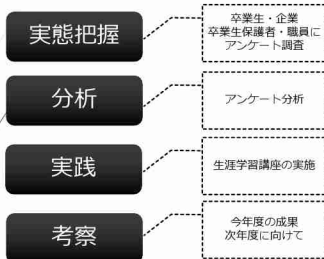 実態把握
卒業生・企業
卒業生保護者・職員に
アンケート調査
分析
アンケート分析
実践
生涯学習講座の実施
考察
今年度の成果
次年度に向けて